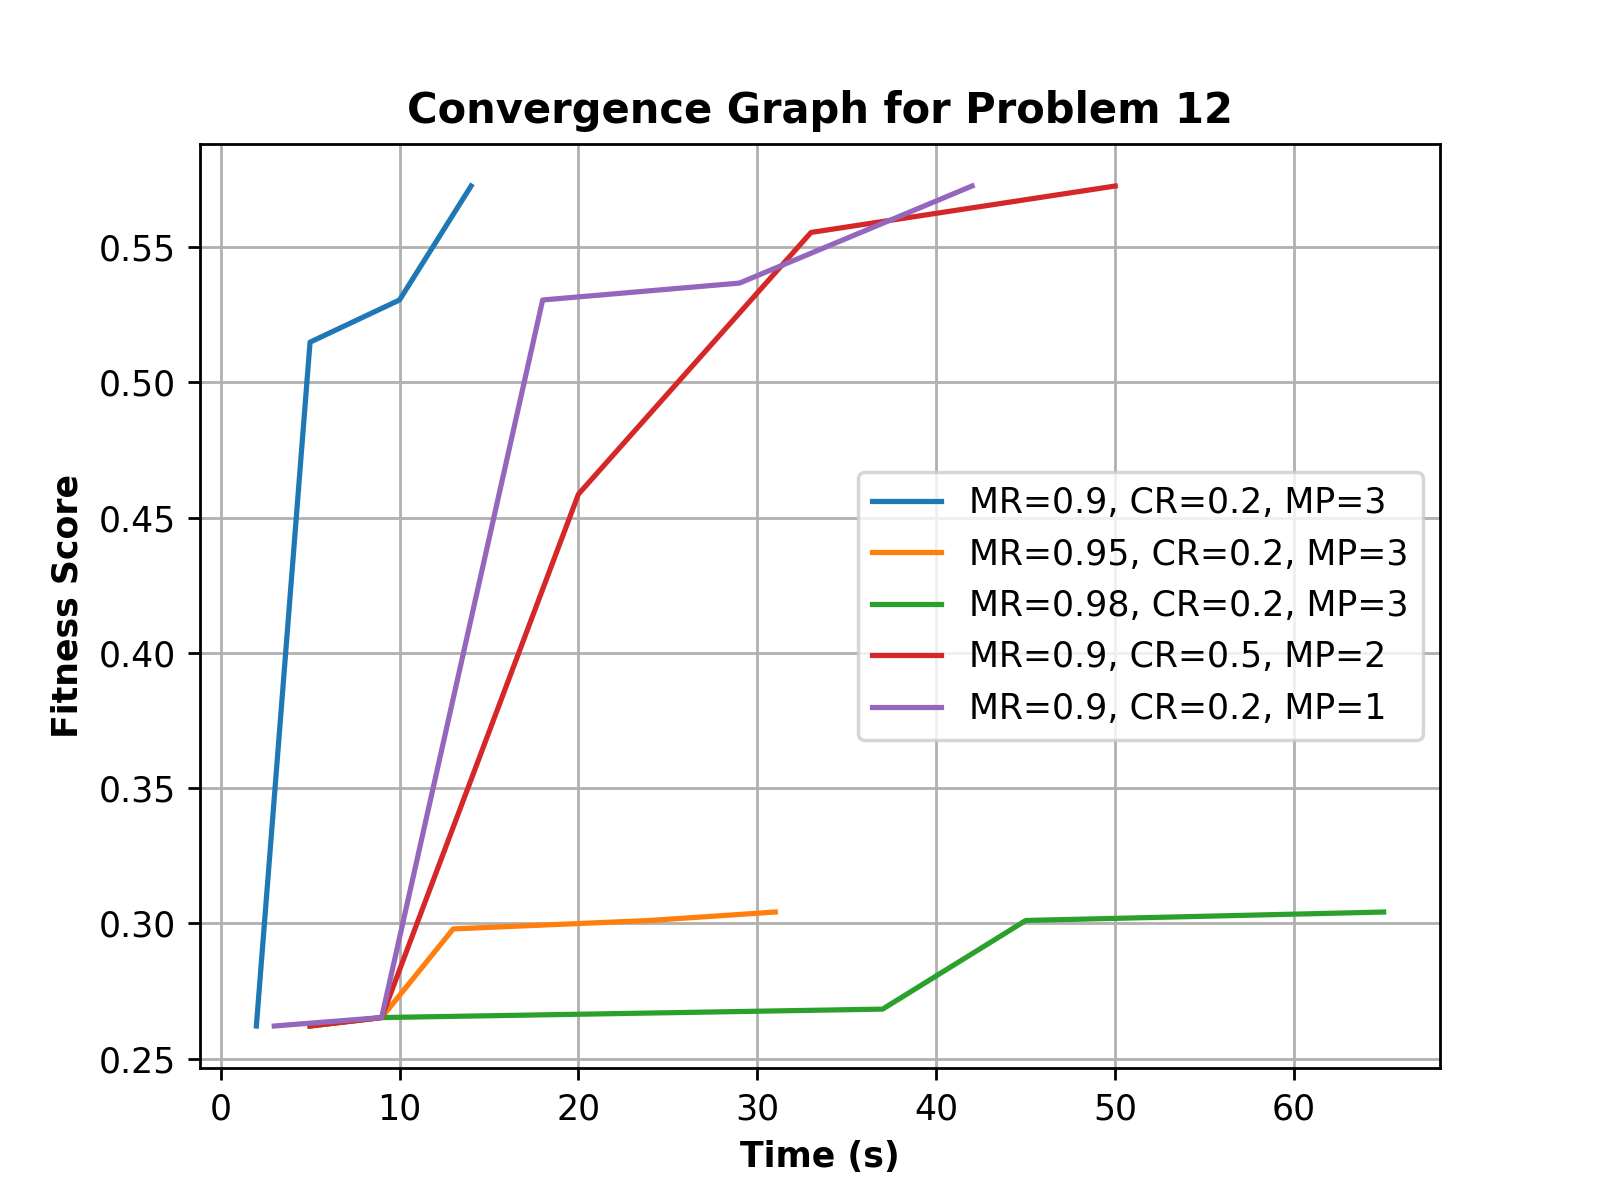 Convergence Graph for Problem 12
Fitness Score
0.55
0.50
0.45
0.40
0.35
0.30
0.25
MR=0.9, CR=0.2, MP=3
MR=0.95, CR=0.2, MP=3
MR=0.98, CR=0.2, MP=3
MR=0.9, CR=0.5, MP=2
MR=0.9, CR=0.2, MP=1
0 10 20 30 40 50 60
Time (s)